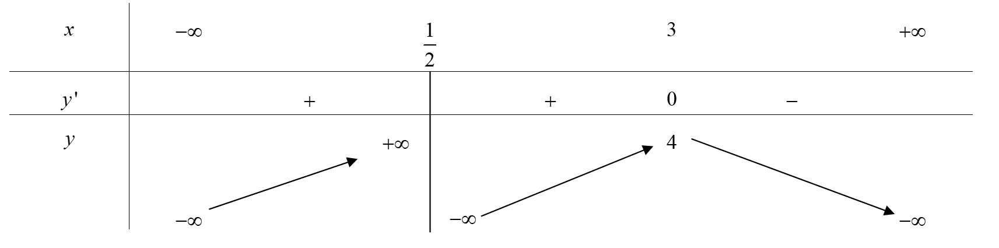 x −∞ 1/2 3 +∞
y' + + 0 −
y +∞ 4
−∞ −∞ −∞